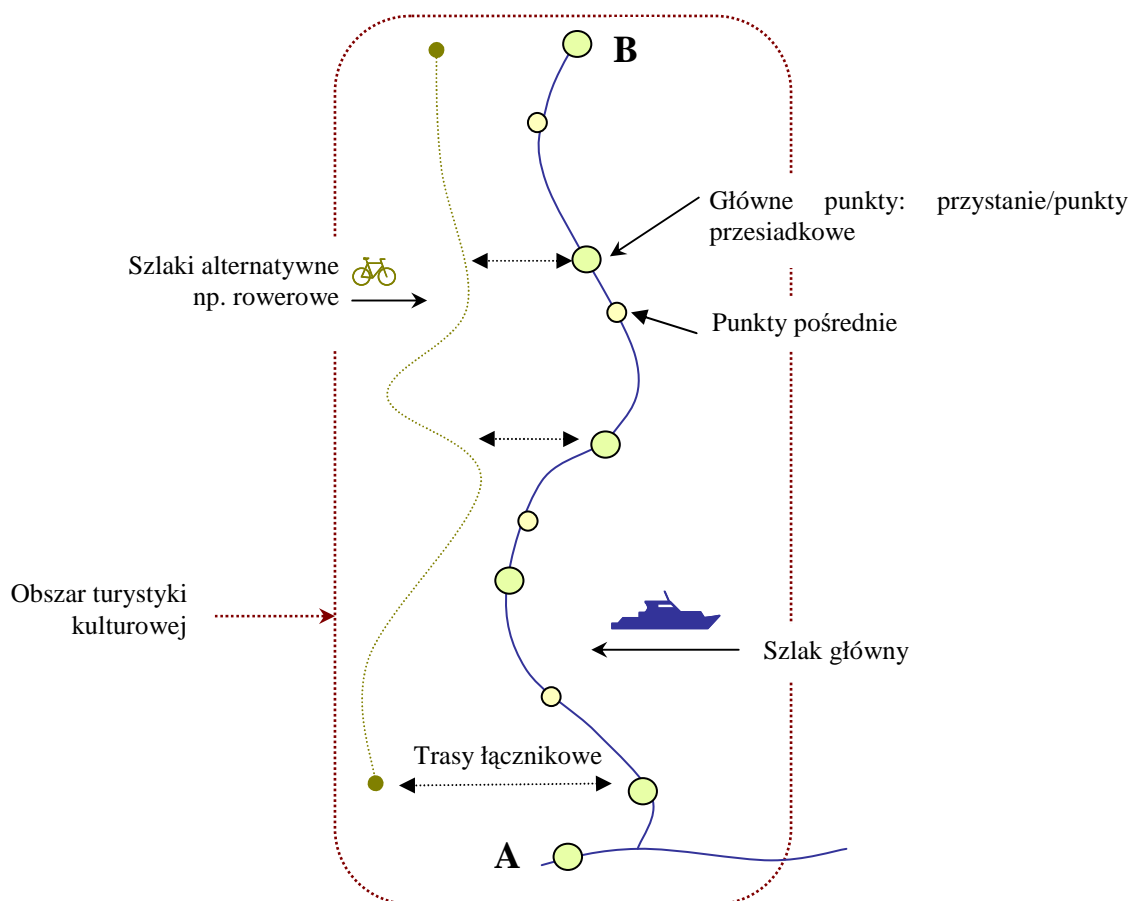 B
Główne punkty: przystanie/punkty
przesiadkowe
Szlaki alternatywne
np. rowerowe
Punkty pośrednie
Obszar turystyki
kulturowej
Szlak główny
Trasy łącznikowe
A